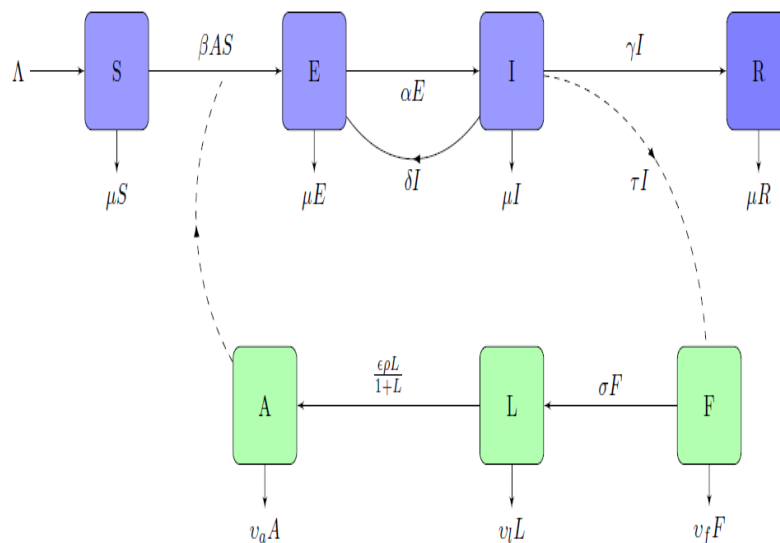 βAS αE γI
Λ S E I R
δI τI
μS μE μI μR
ϵρL/1+L σF
A L F
v_a A v_l L v_f F